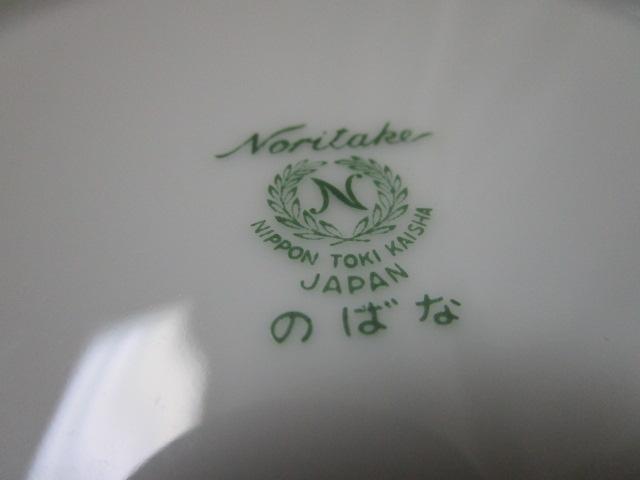 Noritake
N
NIPPON TOKI KAISHA
JAPAN
のばな